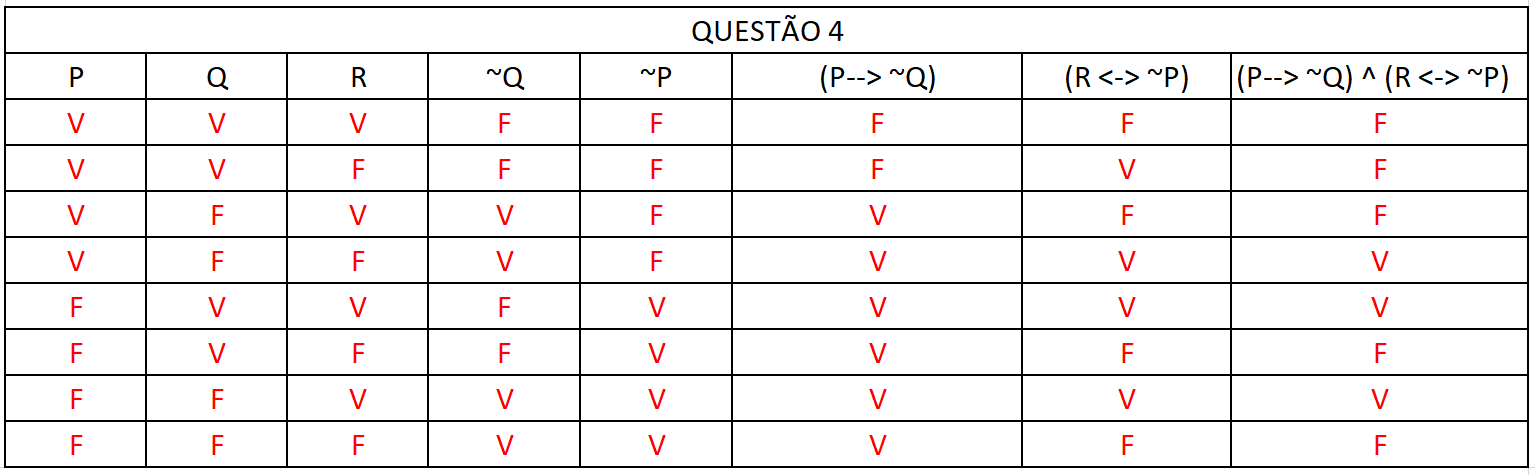 QUESTÃO 4
P Q R ~Q ~P (P--> ~Q) (R <-> ~P) (P--> ~Q) ^ (R <-> ~P)
V V V F F F F F
V V F F F F V F
V F V V F V F F
V F F V F V V V
F V V F V V V V
F V F F V V F F
F F V V V V V V
F F F V V V F F